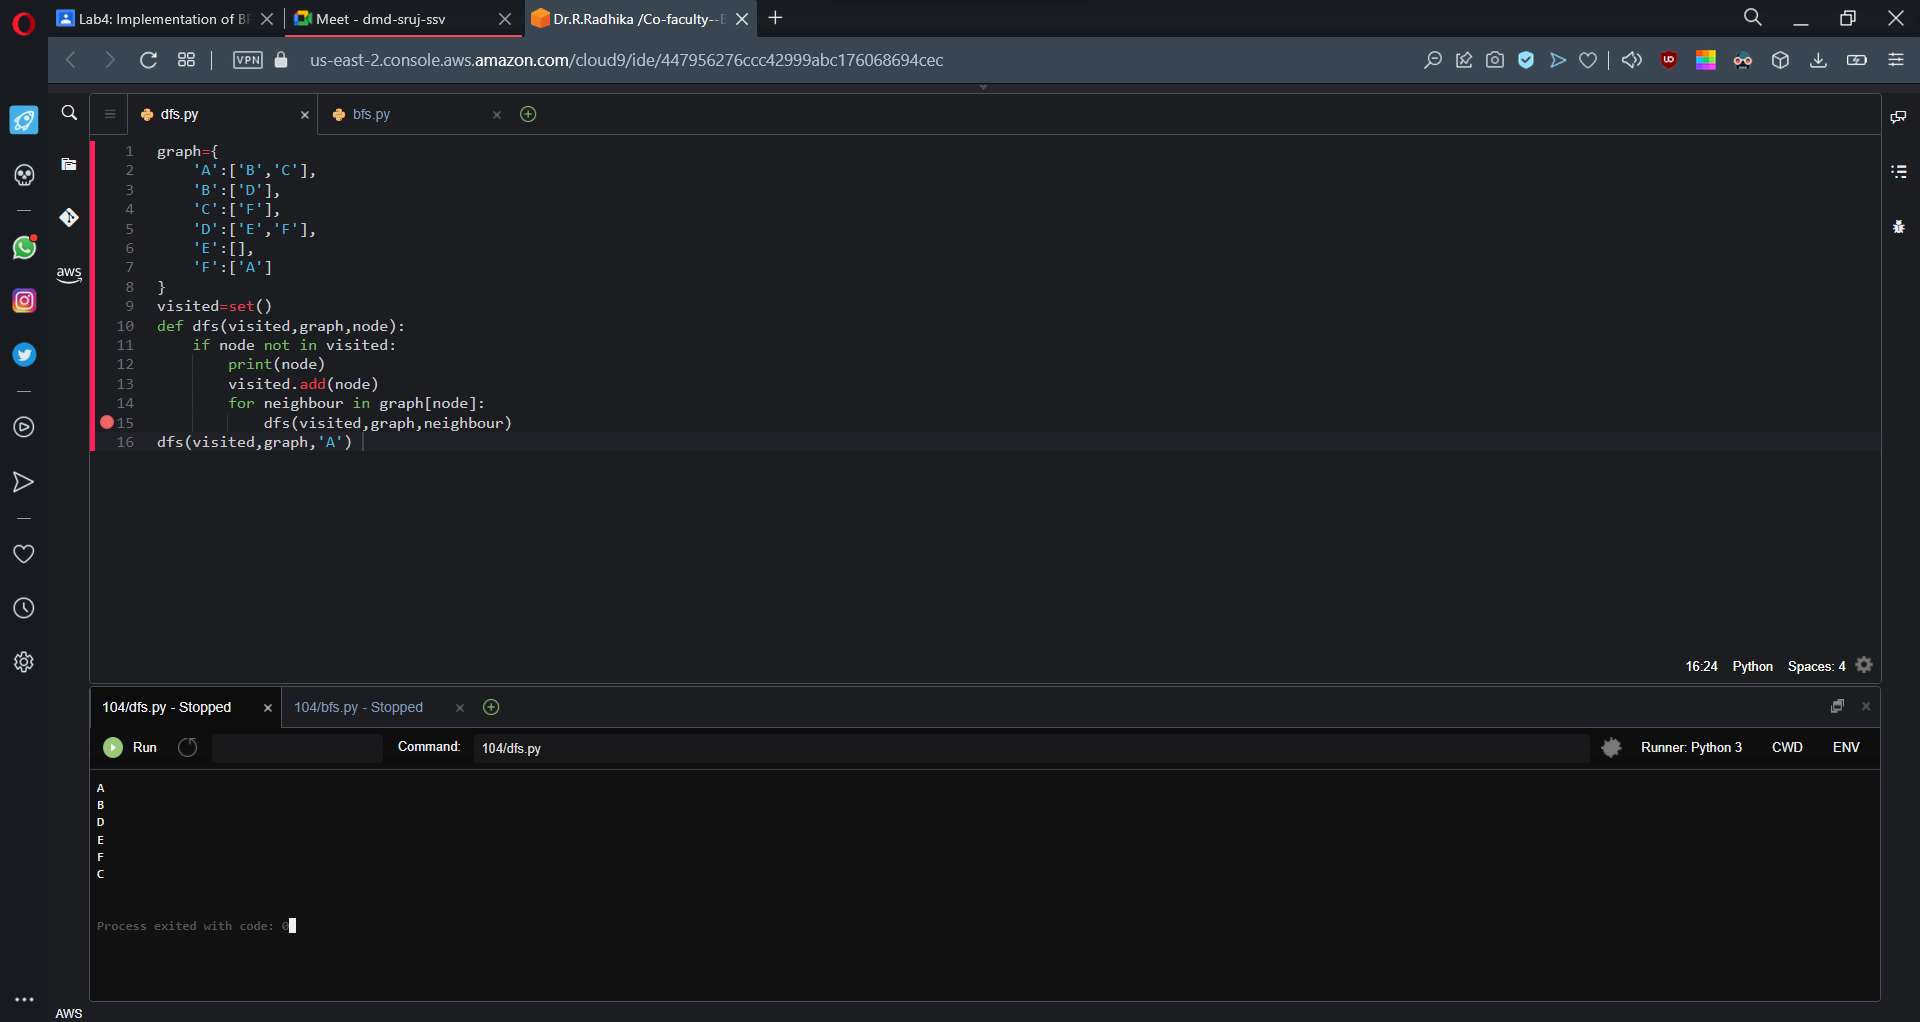 Lab4: Implementation of
Meet - dmd-sruj-ssv
Dr.R.Radhika /Co-faculty--
VPN
us-east-2.console.aws.amazon.com/cloud9/ide/447956276ccc42999abc176068694cec
dfs.py
bfs.py
1 graph={
2 'A':['B','C'],
3 'B':['D'],
4 'C':['F'],
5 'D':['E','F'],
6 'E':[],
7 'F':['A']
8 }
9 visited=set()
10 def dfs(visited,graph,node):
11 if node not in visited:
12 print(node)
13 visited.add(node)
14 for neighbour in graph[node]:
15 dfs(visited,graph,neighbour)
16 dfs(visited,graph,'A')
aws
16:24 Python Spaces: 4
104/dfs.py - Stopped
104/bfs.py - Stopped
Run
Command:
104/dfs.py
Runner: Python 3
CWD
ENV
A
B
D
E
F
C
Process exited with code: 0
AWS